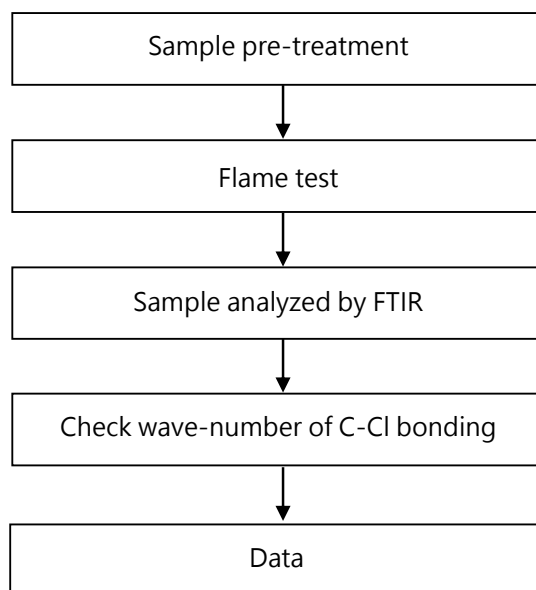 Sample pre-treatment
Flame test
Sample analyzed by FTIR
Check wave-number of C-Cl bonding
Data